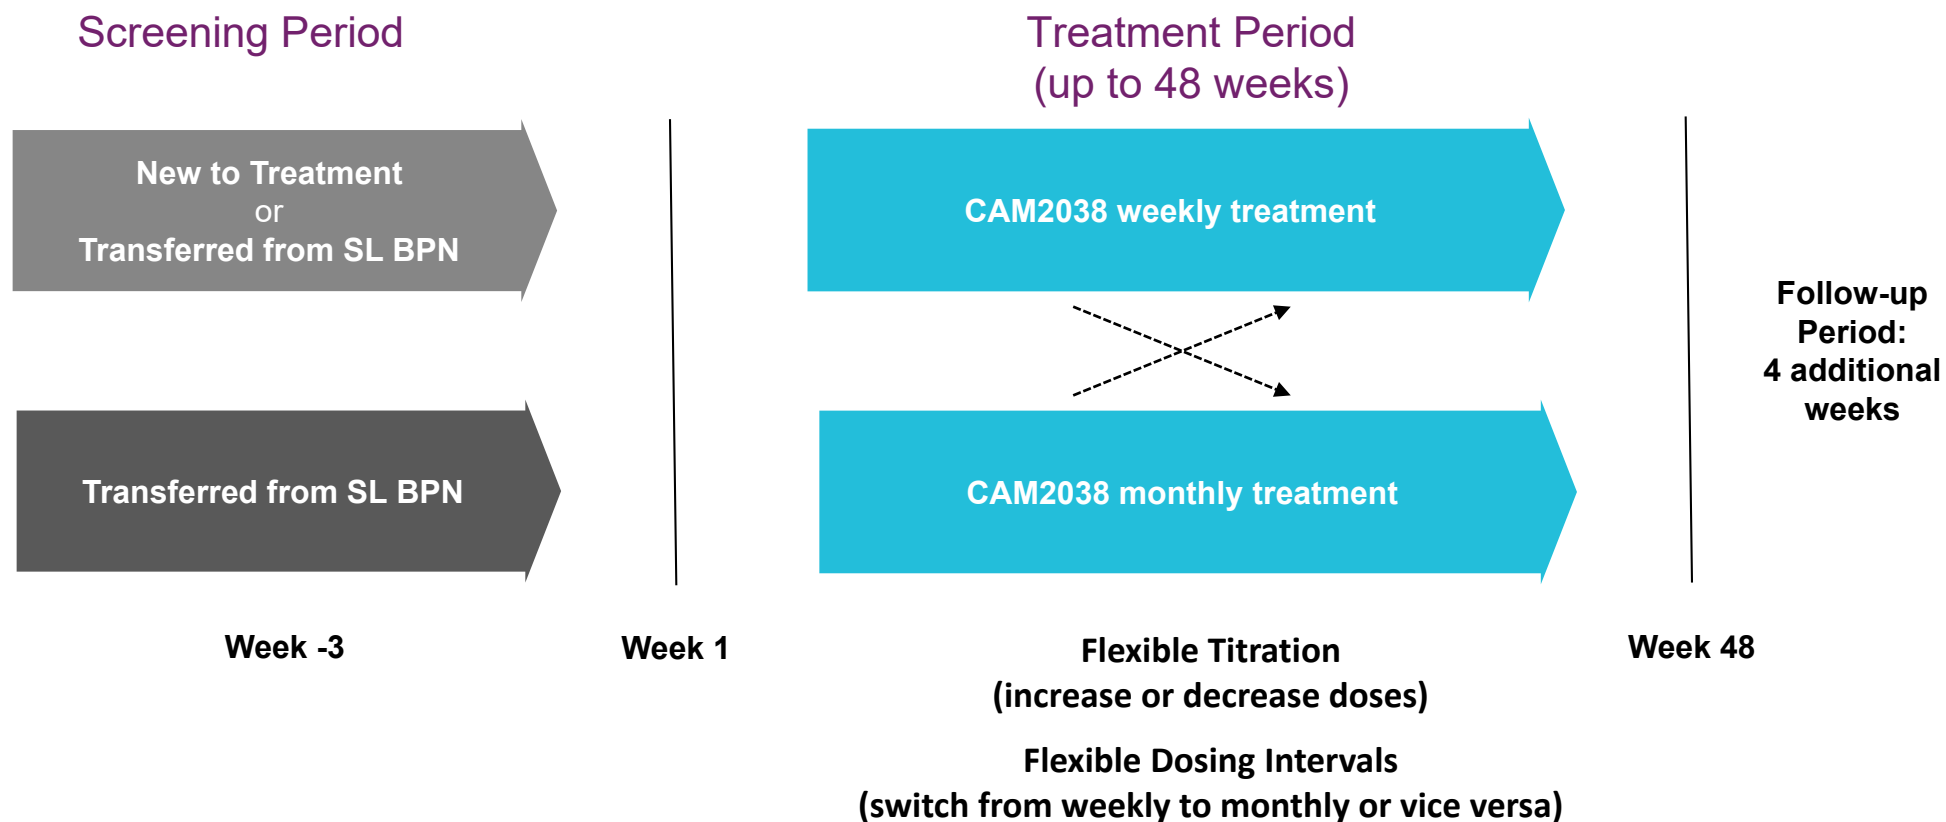 Screening Period
Treatment Period
(up to 48 weeks)
New to Treatment
or
Transferred from SL BPN
CAM2038 weekly treatment
Follow-up
Period:
4 additional
weeks
Transferred from SL BPN
CAM2038 monthly treatment
Week -3
Week 1
Flexible Titration
(increase or decrease doses)
Week 48
Flexible Dosing Intervals
(switch from weekly to monthly or vice versa)